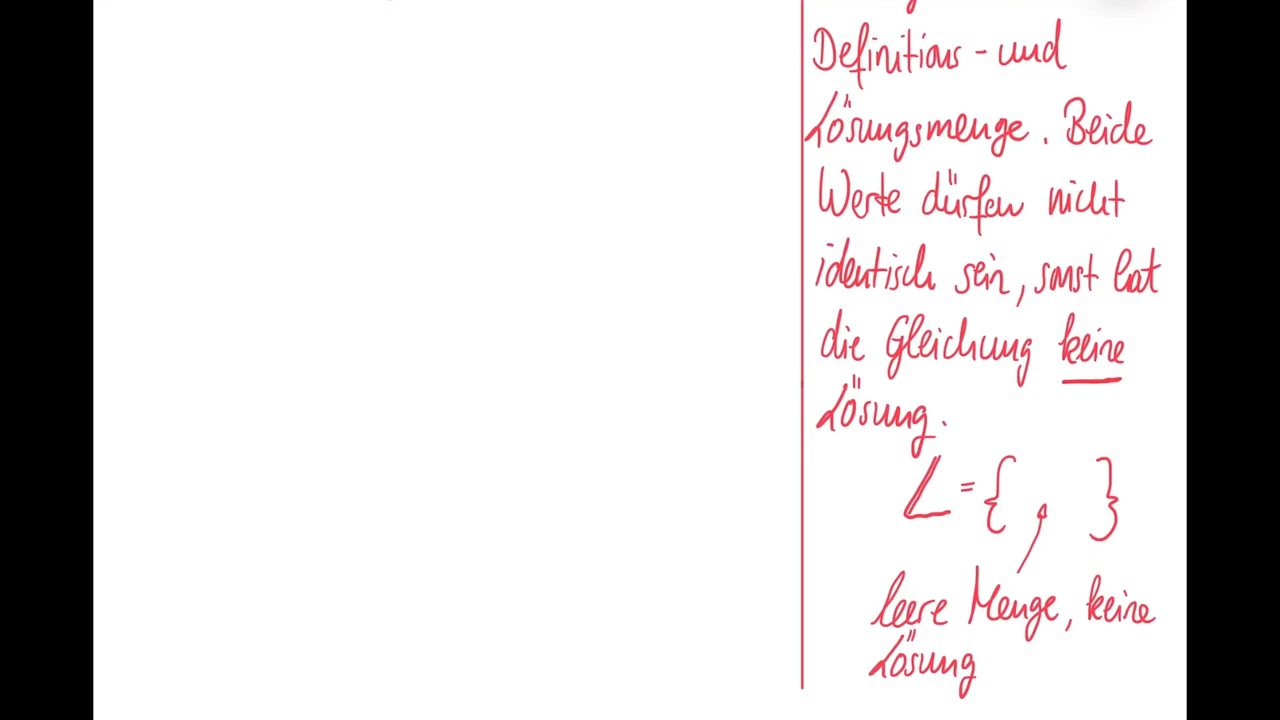 Definitions- und
Lösungsmenge. Beide
Werte dürfen nicht
identisch sein, sonst hat
die Gleichung keine
Lösung.
𝕃 = { , }
leere Menge, keine
Lösung